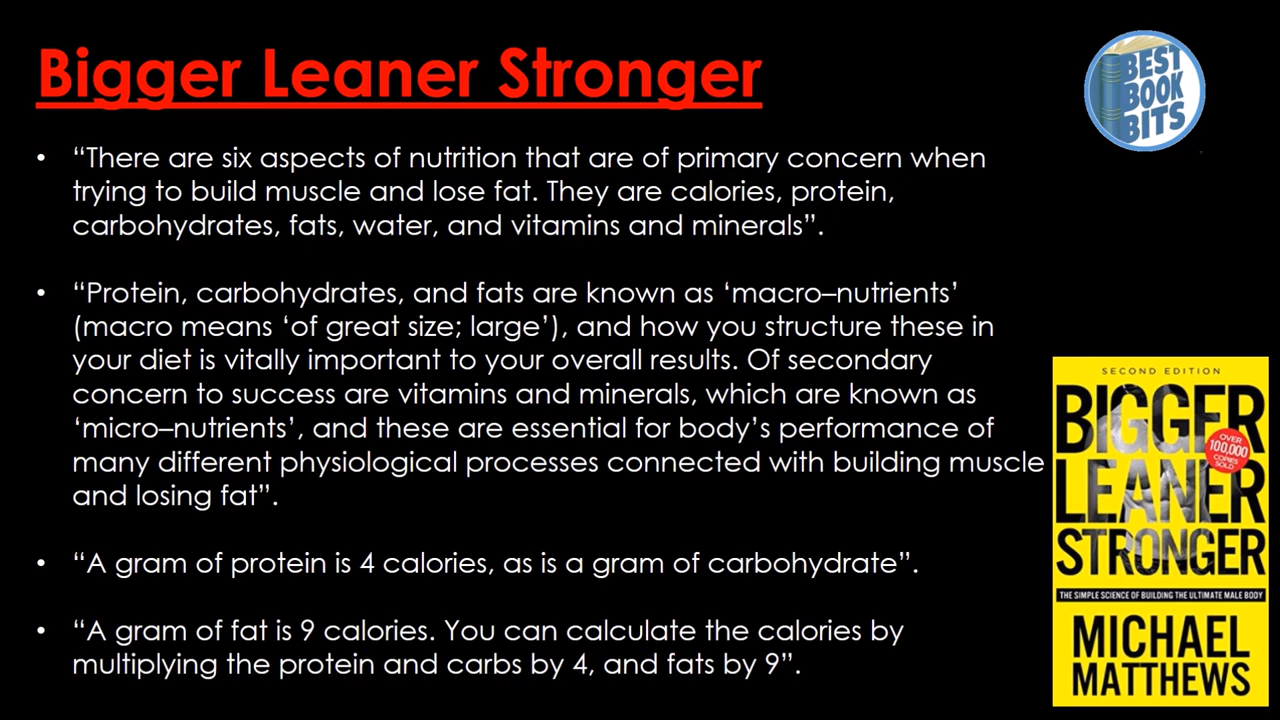 Bigger Leaner Stronger
BEST
BOOK
BITS
• “There are six aspects of nutrition that are of primary concern when
trying to build muscle and lose fat. They are calories, protein,
carbohydrates, fats, water, and vitamins and minerals”.
• “Protein, carbohydrates, and fats are known as ‘macro–nutrients’
(macro means ‘of great size; large’), and how you structure these in
your diet is vitally important to your overall results. Of secondary
concern to success are vitamins and minerals, which are known as
‘micro–nutrients’, and these are essential for body’s performance of
many different physiological processes connected with building muscle
and losing fat”.
• “A gram of protein is 4 calories, as is a gram of carbohydrate”.
• “A gram of fat is 9 calories. You can calculate the calories by
multiplying the protein and carbs by 4, and fats by 9”.
SECOND EDITION
BIGGER
LEANER
STRONGER
OVER
100,000
COPIES
SOLD
THE SIMPLE SCIENCE OF BUILDING THE ULTIMATE MALE BODY
MICHAEL
MATTHEWS